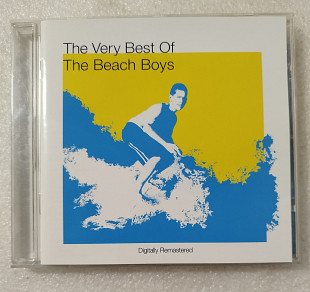 The Very Best Of
The Beach Boys
Digitally Remastered